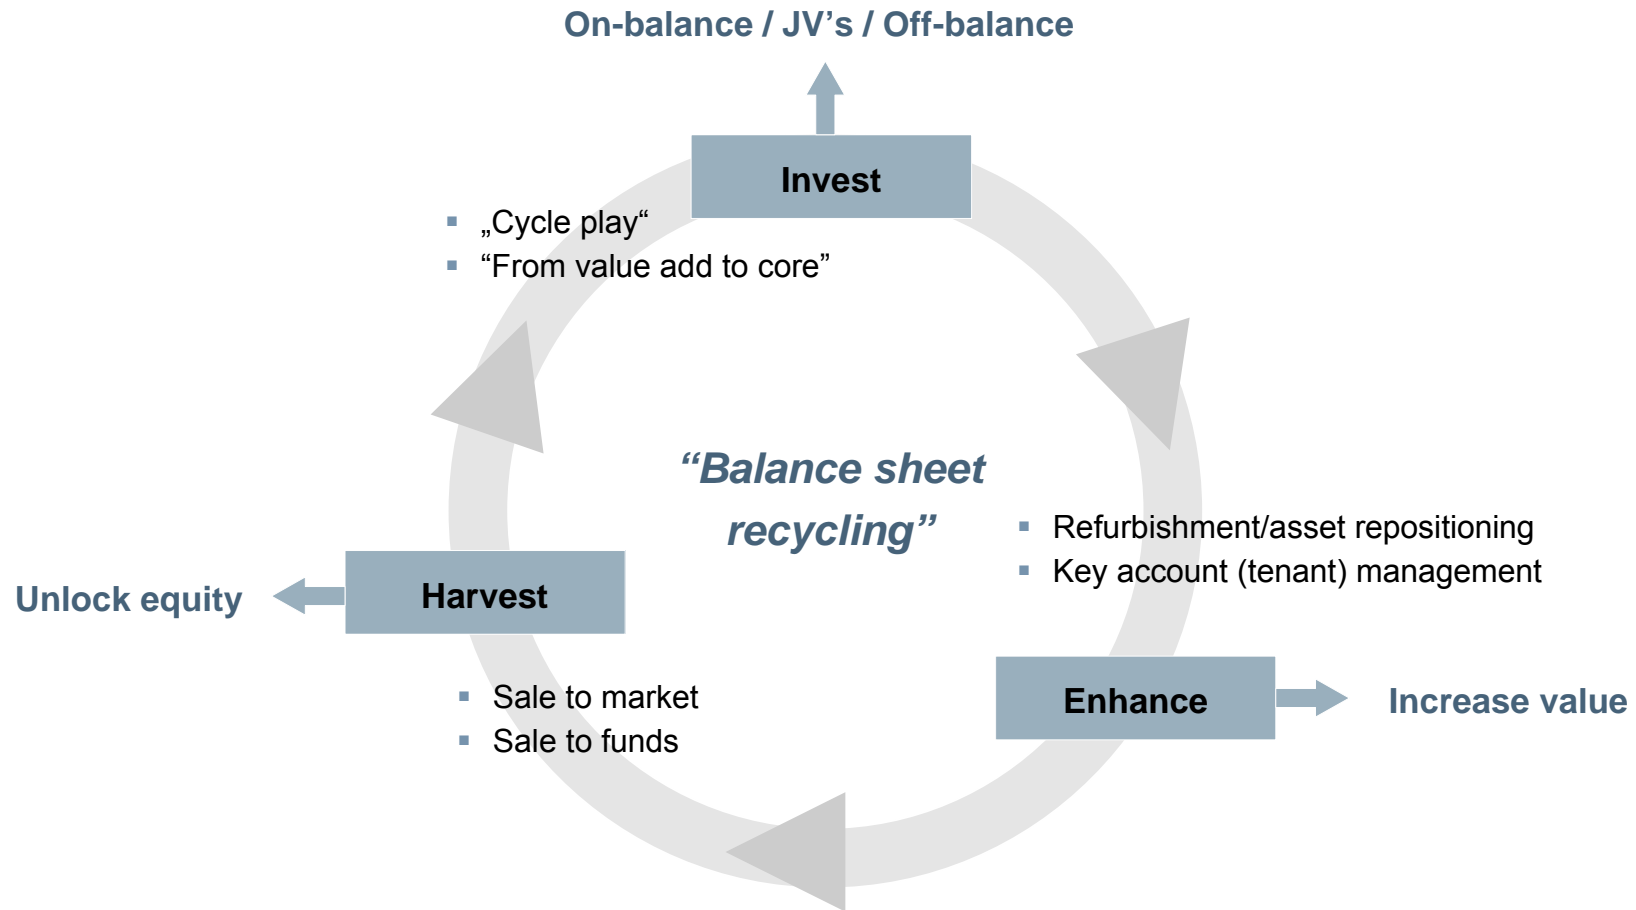 On-balance / JV’s / Off-balance
Invest
▪ „Cycle play“
▪ “From value add to core”
“Balance sheet
recycling”
▪ Refurbishment/asset repositioning
▪ Key account (tenant) management
Unlock equity
Harvest
▪ Sale to market
▪ Sale to funds
Enhance
Increase value